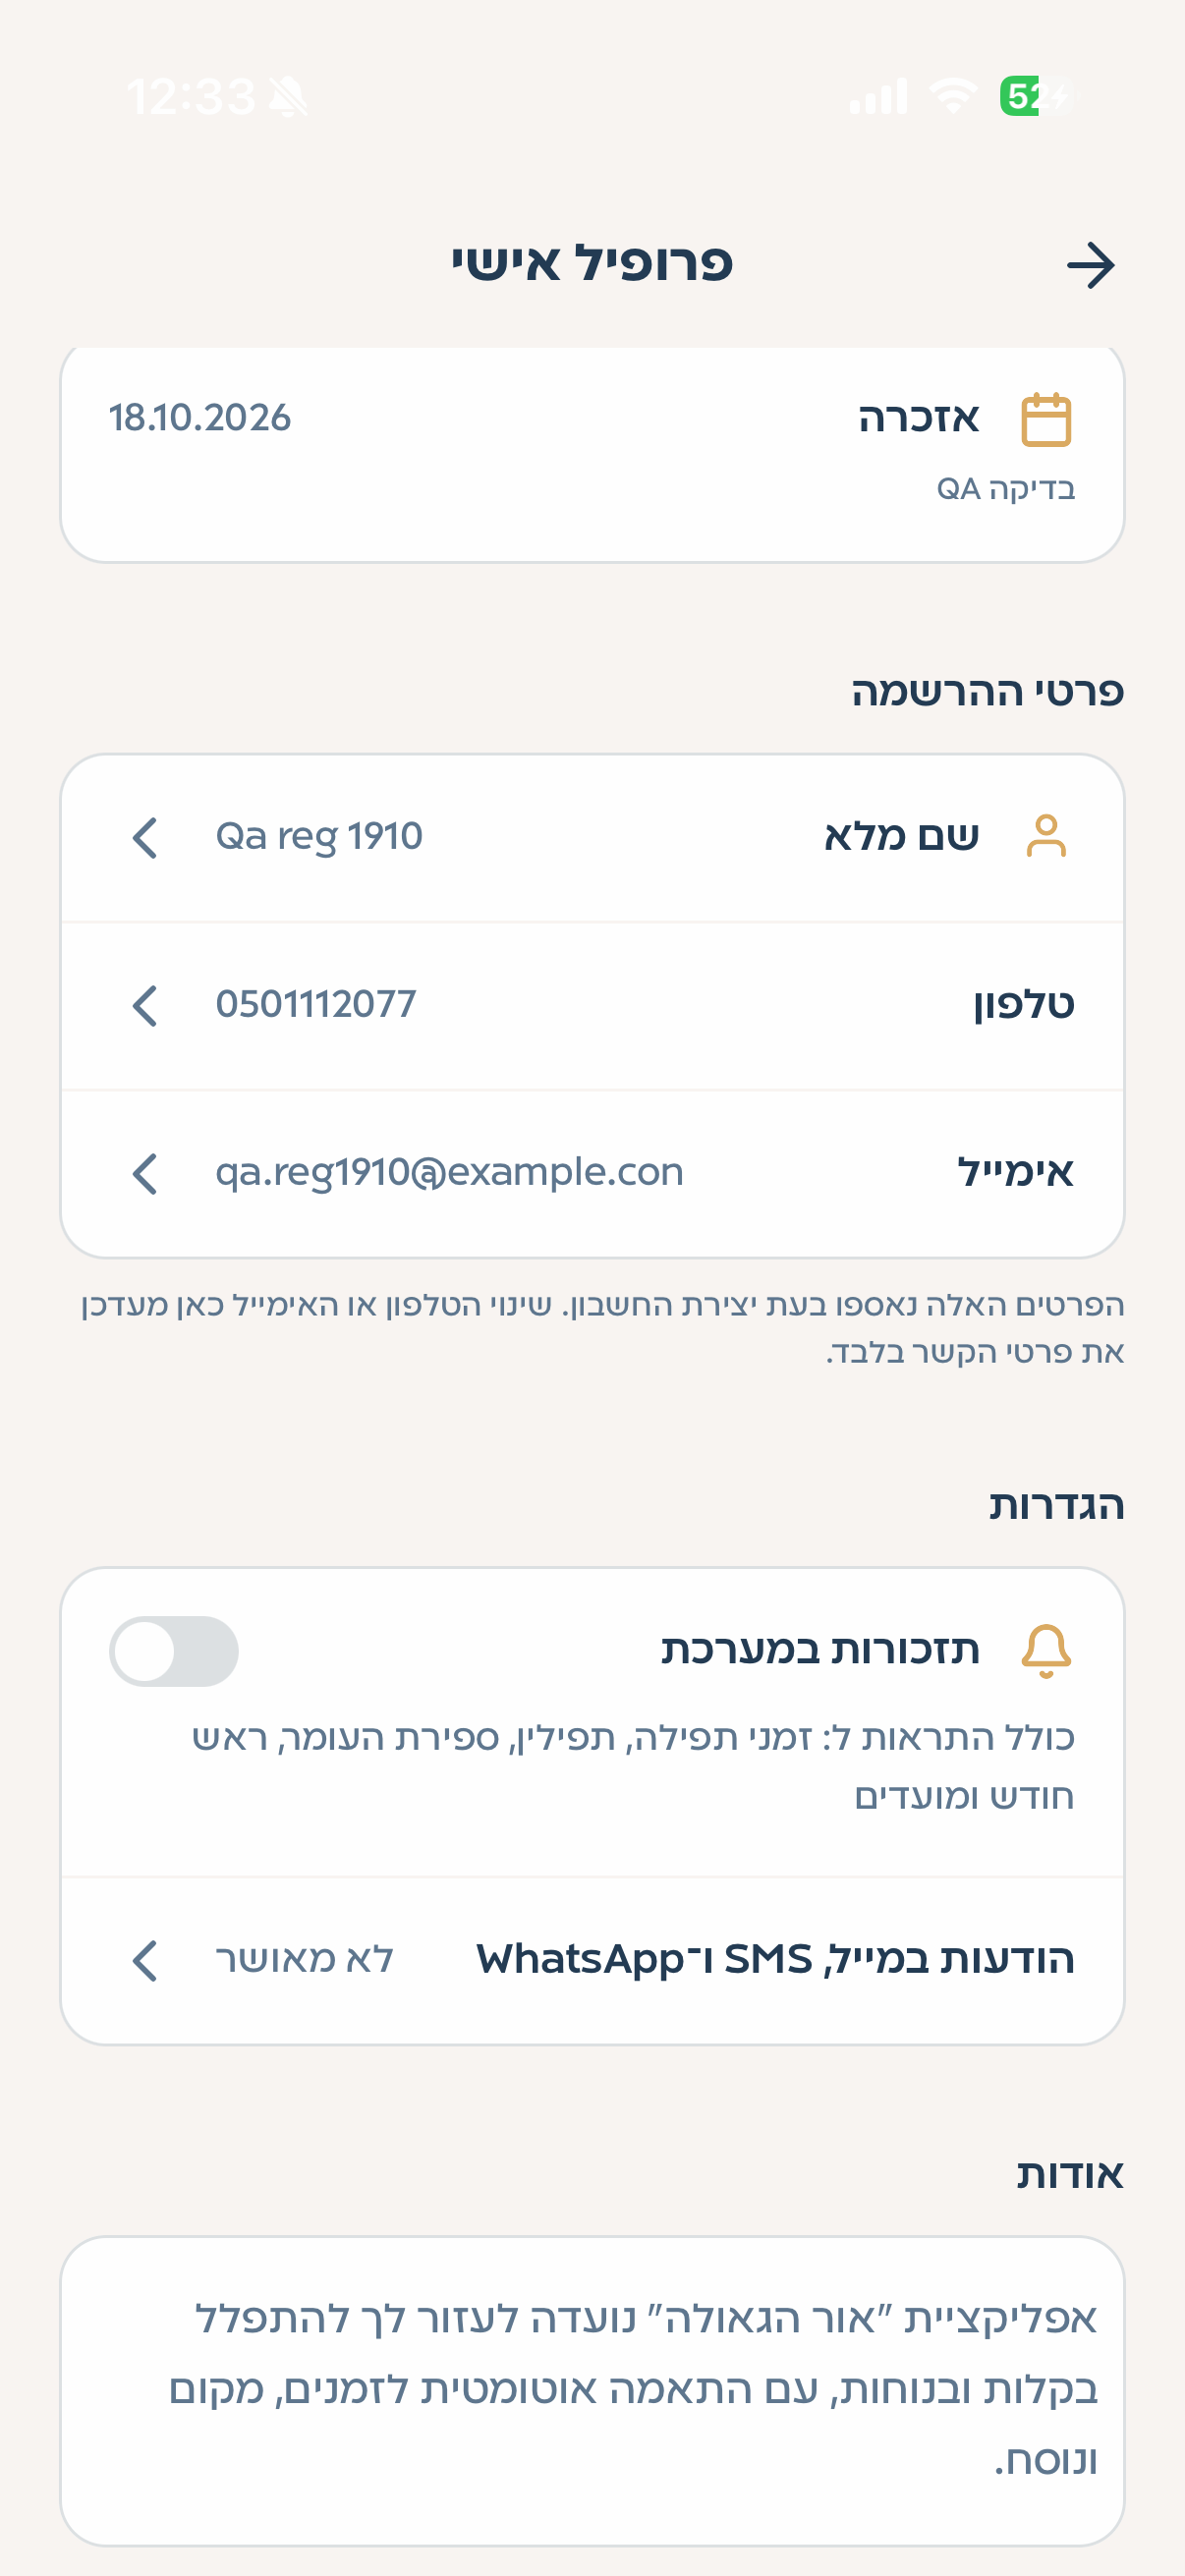 12:33
52
פרופיל אישי
אזכרה 18.10.2026
בדיקה QA
פרטי ההרשמה
שם מלא Qa reg 1910
טלפון 0501112077
אימייל qa.reg1910@example.con
הפרטים האלה נאספו בעת יצירת החשבון. שינוי הטלפון או האימייל כאן מעדכן
את פרטי הקשר בלבד.
הגדרות
תזכורות במערכת
כולל התראות ל: זמני תפילה, תפילין, ספירת העומר, ראש
חודש ומועדים
הודעות במייל, SMS ו־WhatsApp לא מאושר
אודות
אפליקציית "אור הגאולה" נועדה לעזור לך להתפלל
בקלות ובנוחות, עם התאמה אוטומטית לזמנים, מקום
ונוסח.